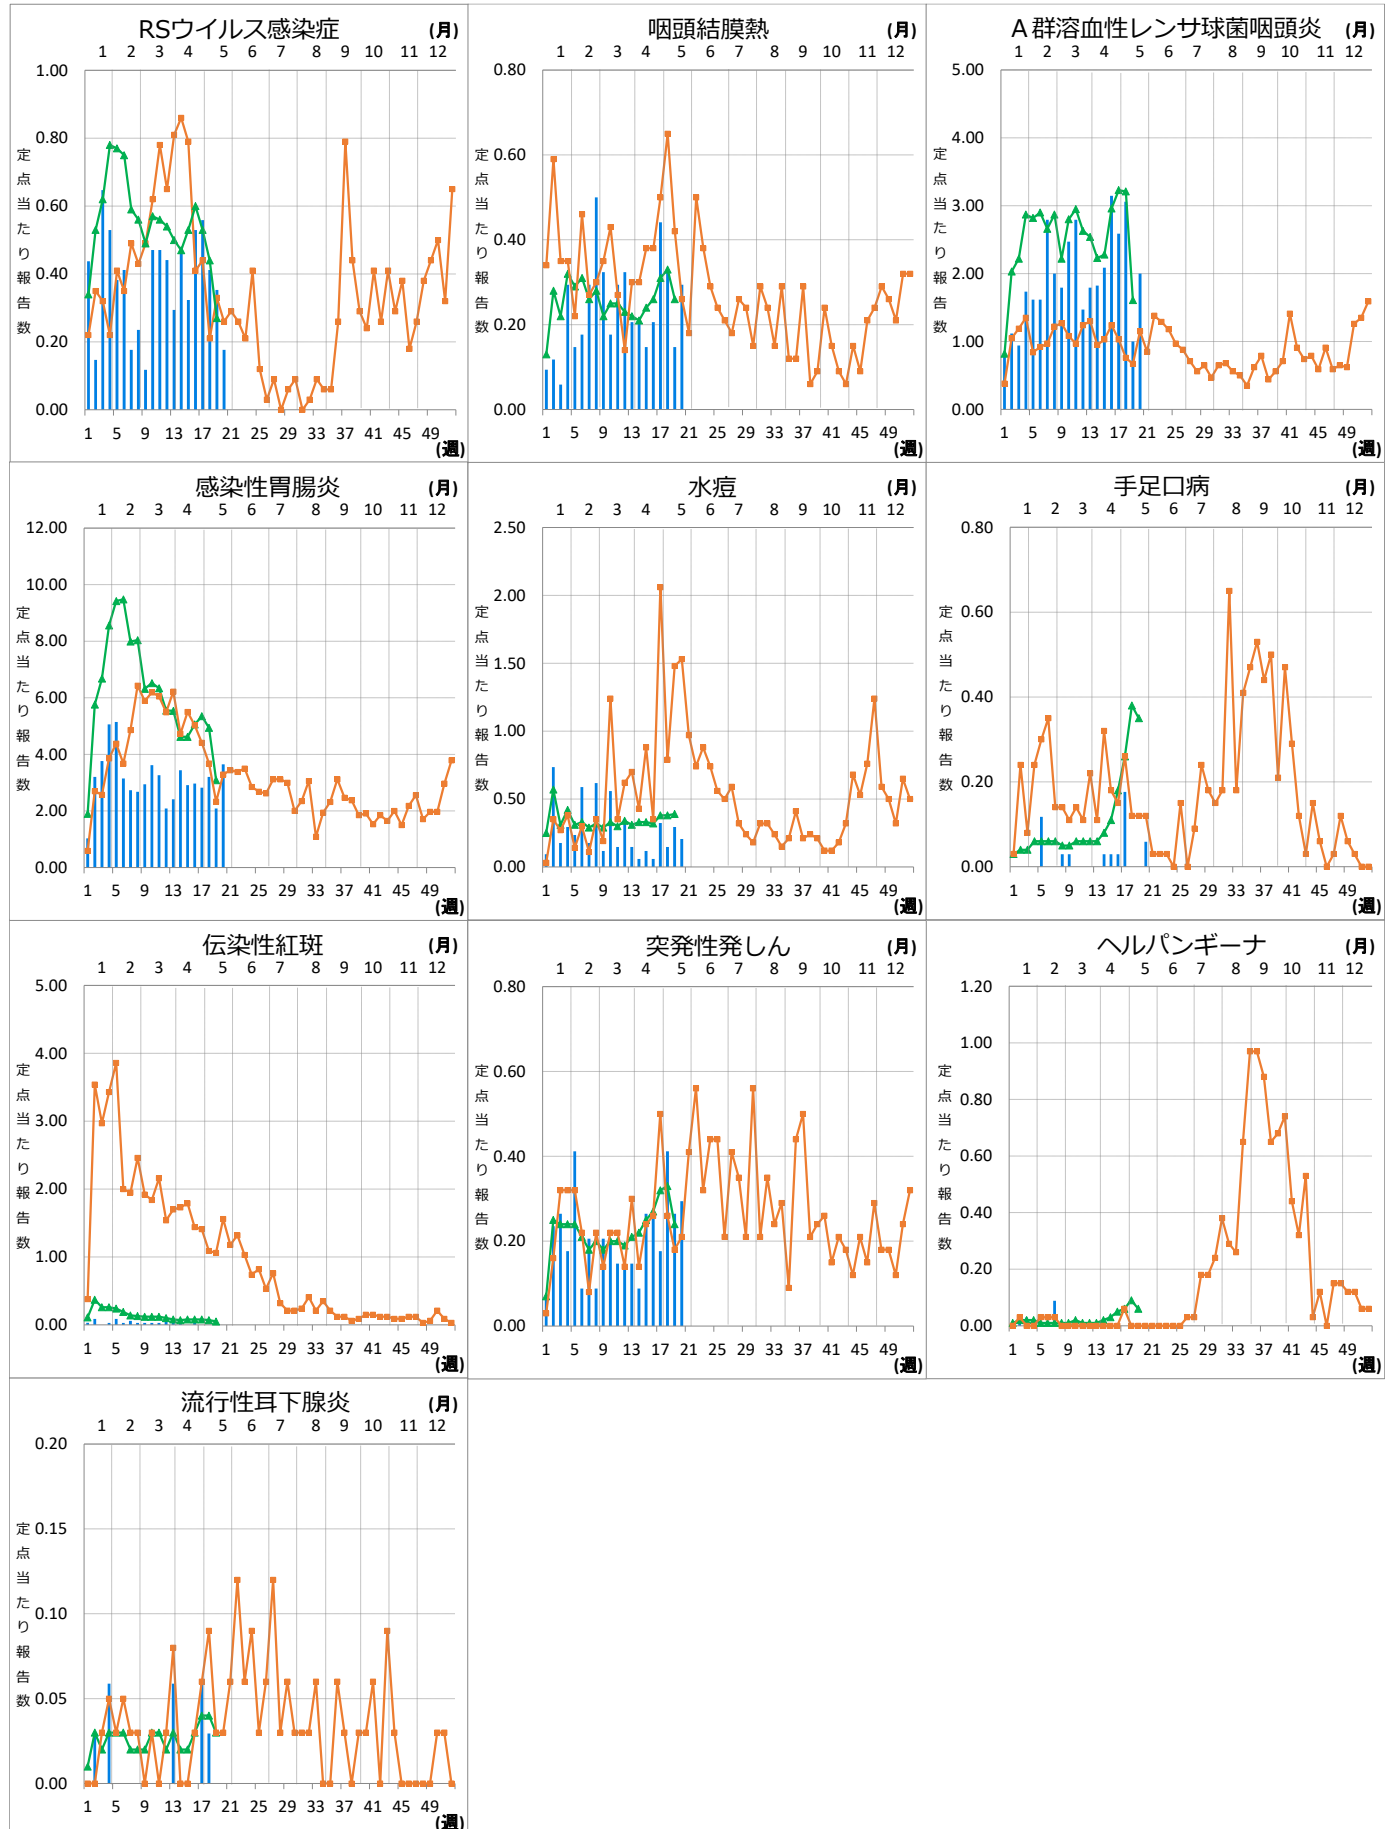 RSウイルス感染症 (月)
1 2 3 4 5 6 7 8 9 10 11 12
1.00
0.80
0.60
0.40
0.20
0.00
定点当たり報告数
1 5 9 13 17 21 25 29 33 37 41 45 49
(週)
咽頭結膜熱 (月)
1 2 3 4 5 6 7 8 9 10 11 12
0.80
0.60
0.40
0.20
0.00
定点当たり報告数
1 5 9 13 17 21 25 29 33 37 41 45 49
(週)
A群溶血性レンサ球菌咽頭炎 (月)
1 2 3 4 5 6 7 8 9 10 11 12
5.00
4.00
3.00
2.00
1.00
0.00
定点当たり報告数
1 5 9 13 17 21 25 29 33 37 41 45 49
(週)
感染性胃腸炎 (月)
1 2 3 4 5 6 7 8 9 10 11 12
12.00
10.00
8.00
6.00
4.00
2.00
0.00
定点当たり報告数
1 5 9 13 17 21 25 29 33 37 41 45 49
(週)
水痘 (月)
1 2 3 4 5 6 7 8 9 10 11 12
2.50
2.00
1.50
1.00
0.50
0.00
定点当たり報告数
1 5 9 13 17 21 25 29 33 37 41 45 49
(週)
手足口病 (月)
1 2 3 4 5 6 7 8 9 10 11 12
0.80
0.60
0.40
0.20
0.00
定点当たり報告数
1 5 9 13 17 21 25 29 33 37 41 45 49
(週)
伝染性紅斑 (月)
1 2 3 4 5 6 7 8 9 10 11 12
5.00
4.00
3.00
2.00
1.00
0.00
定点当たり報告数
1 5 9 13 17 21 25 29 33 37 41 45 49
(週)
突発性発しん (月)
1 2 3 4 5 6 7 8 9 10 11 12
0.80
0.60
0.40
0.20
0.00
定点当たり報告数
1 5 9 13 17 21 25 29 33 37 41 45 49
(週)
ヘルパンギーナ (月)
1 2 3 4 5 6 7 8 9 10 11 12
1.20
1.00
0.80
0.60
0.40
0.20
0.00
定点当たり報告数
1 5 9 13 17 21 25 29 33 37 41 45 49
(週)
流行性耳下腺炎 (月)
1 2 3 4 5 6 7 8 9 10 11 12
0.20
0.15
0.10
0.05
0.00
定点当たり報告数
1 5 9 13 17 21 25 29 33 37 41 45 49
(週)